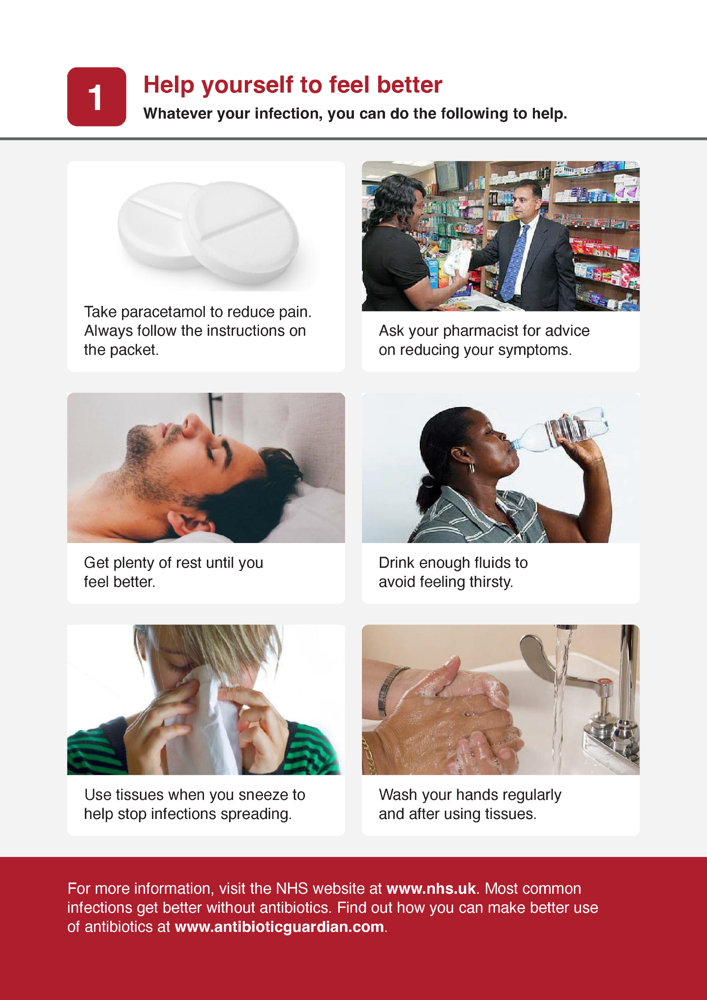 1
Help yourself to feel better
Whatever your infection, you can do the following to help.
Take paracetamol to reduce pain.
Always follow the instructions on
the packet.
Ask your pharmacist for advice
on reducing your symptoms.
Get plenty of rest until you
feel better.
Drink enough fluids to
avoid feeling thirsty.
Use tissues when you sneeze to
help stop infections spreading.
Wash your hands regularly
and after using tissues.
For more information, visit the NHS website at www.nhs.uk. Most common
infections get better without antibiotics. Find out how you can make better use
of antibiotics at www.antibioticguardian.com.